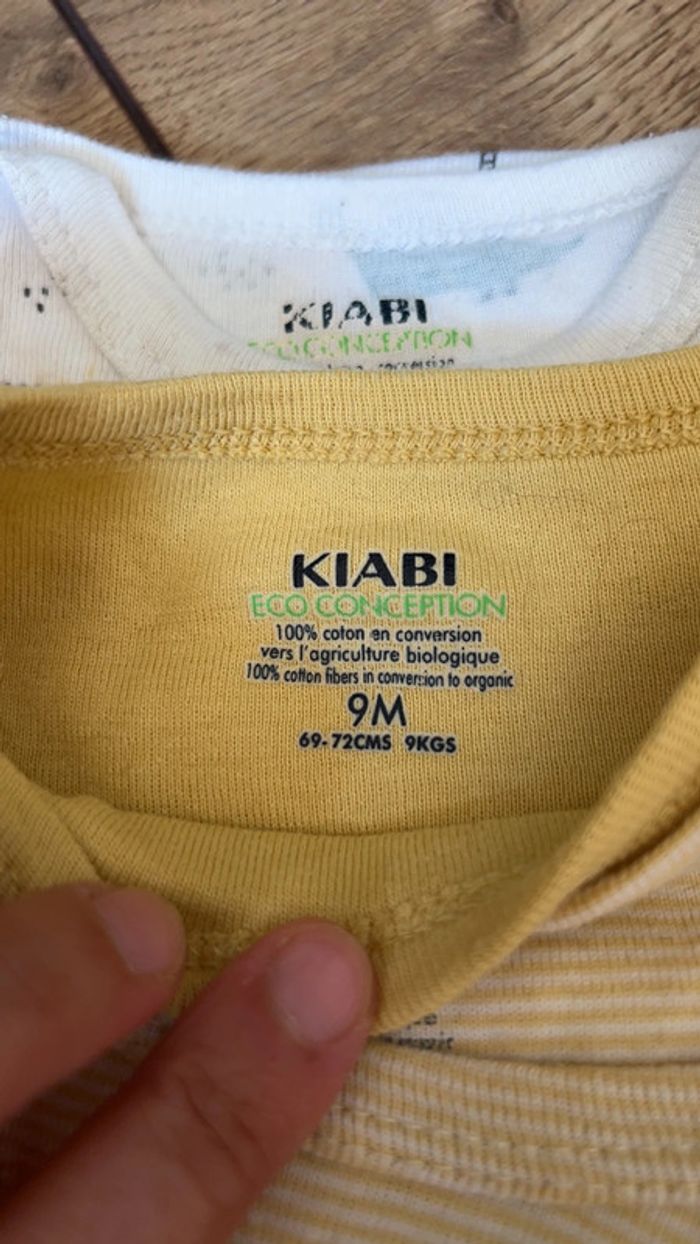 KIABI
ECO CONCEPTION
KIABI
ECO CONCEPTION
100% coton en conversion
vers l'agriculture biologique
100% cotton fibers in conversion to organic
9M
69-72CMS 9KGS